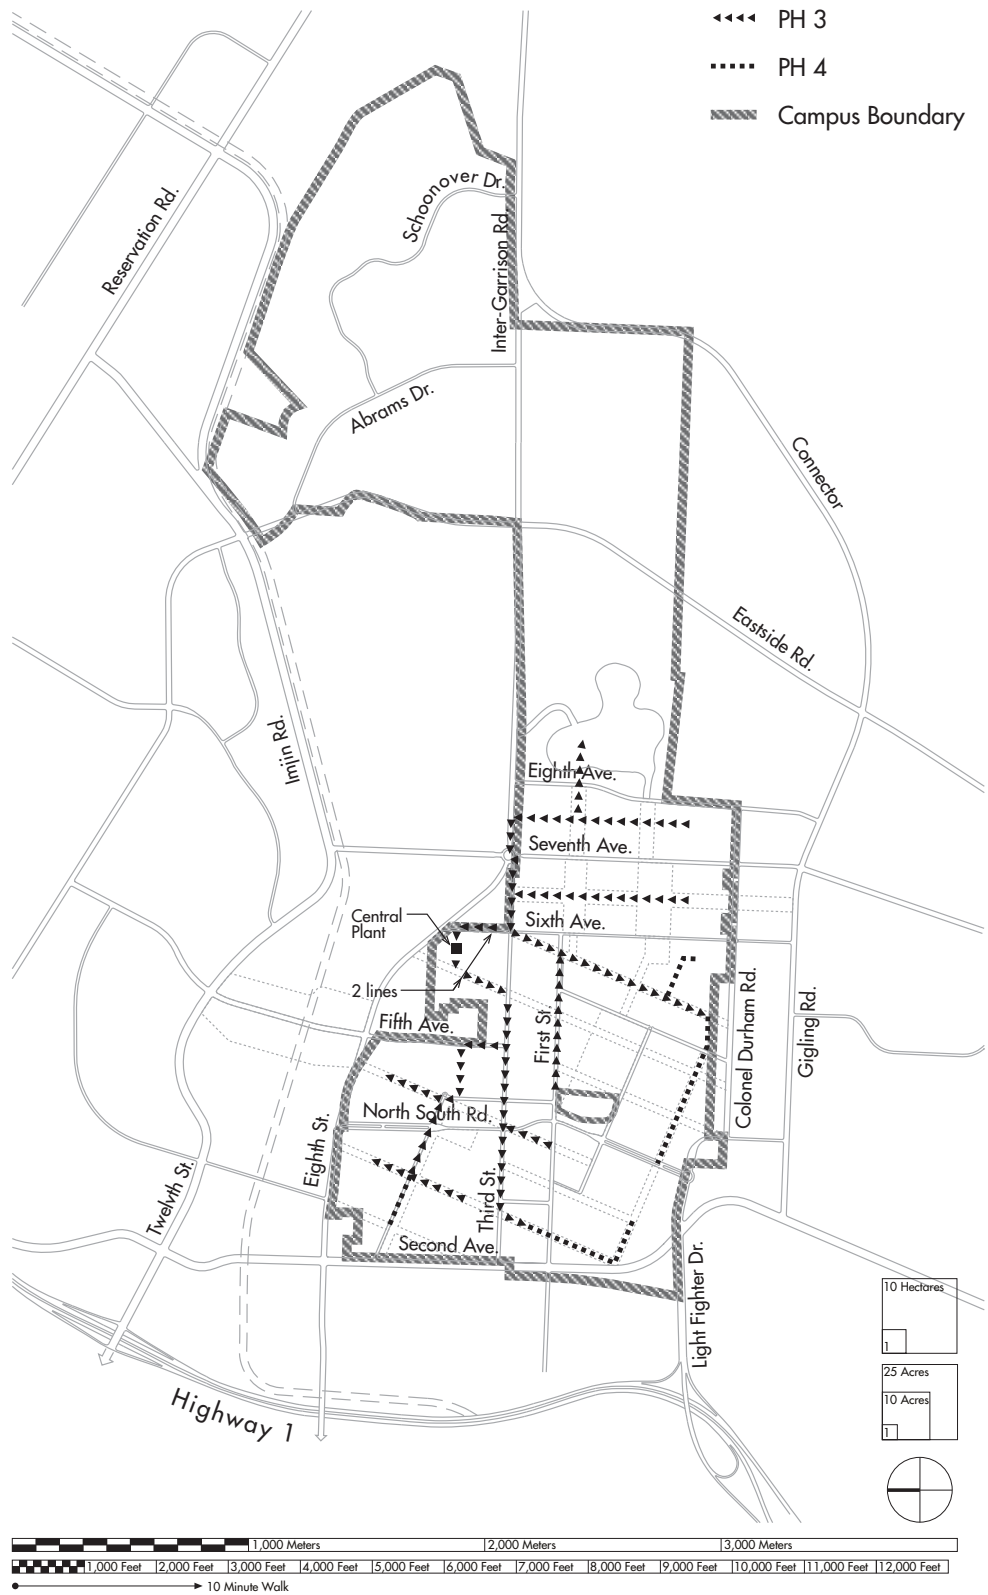 PH 3
PH 4
Campus Boundary
Reservation Rd.
Schoonover Dr.
Inter-Garrison Rd.
Abrams Dr.
Connector
Eastside Rd.
Imjin Rd.
Eighth Ave.
Seventh Ave.
Central
Plant
Sixth Ave.
2 lines
Fifth Ave.
First St.
Colonel Durham Rd.
Gigling Rd.
North South Rd.
Eighth St.
Twelvth St.
Third St.
Second Ave.
Light Fighter Dr.
Highway 1
10 Hectares
1
25 Acres
10 Acres
1
1,000 Meters 2,000 Meters 3,000 Meters
1,000 Feet 2,000 Feet 3,000 Feet 4,000 Feet 5,000 Feet 6,000 Feet 7,000 Feet 8,000 Feet 9,000 Feet 10,000 Feet 11,000 Feet 12,000 Feet
10 Minute Walk